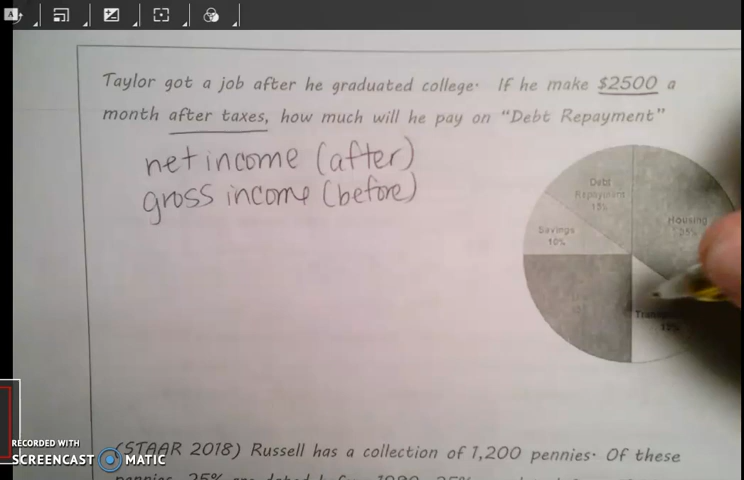 A
Taylor got a job after he graduated college. If he make $2500 a
month after taxes, how much will he pay on "Debt Repayment"
net income (after)
gross income (before)
Debt
Repayment
15%
Housing
25%
Savings
10%
(STAAR 2018) Russell has a collection of 1,200 pennies. Of these
RECORDED WITH
SCREENCAST MATIC